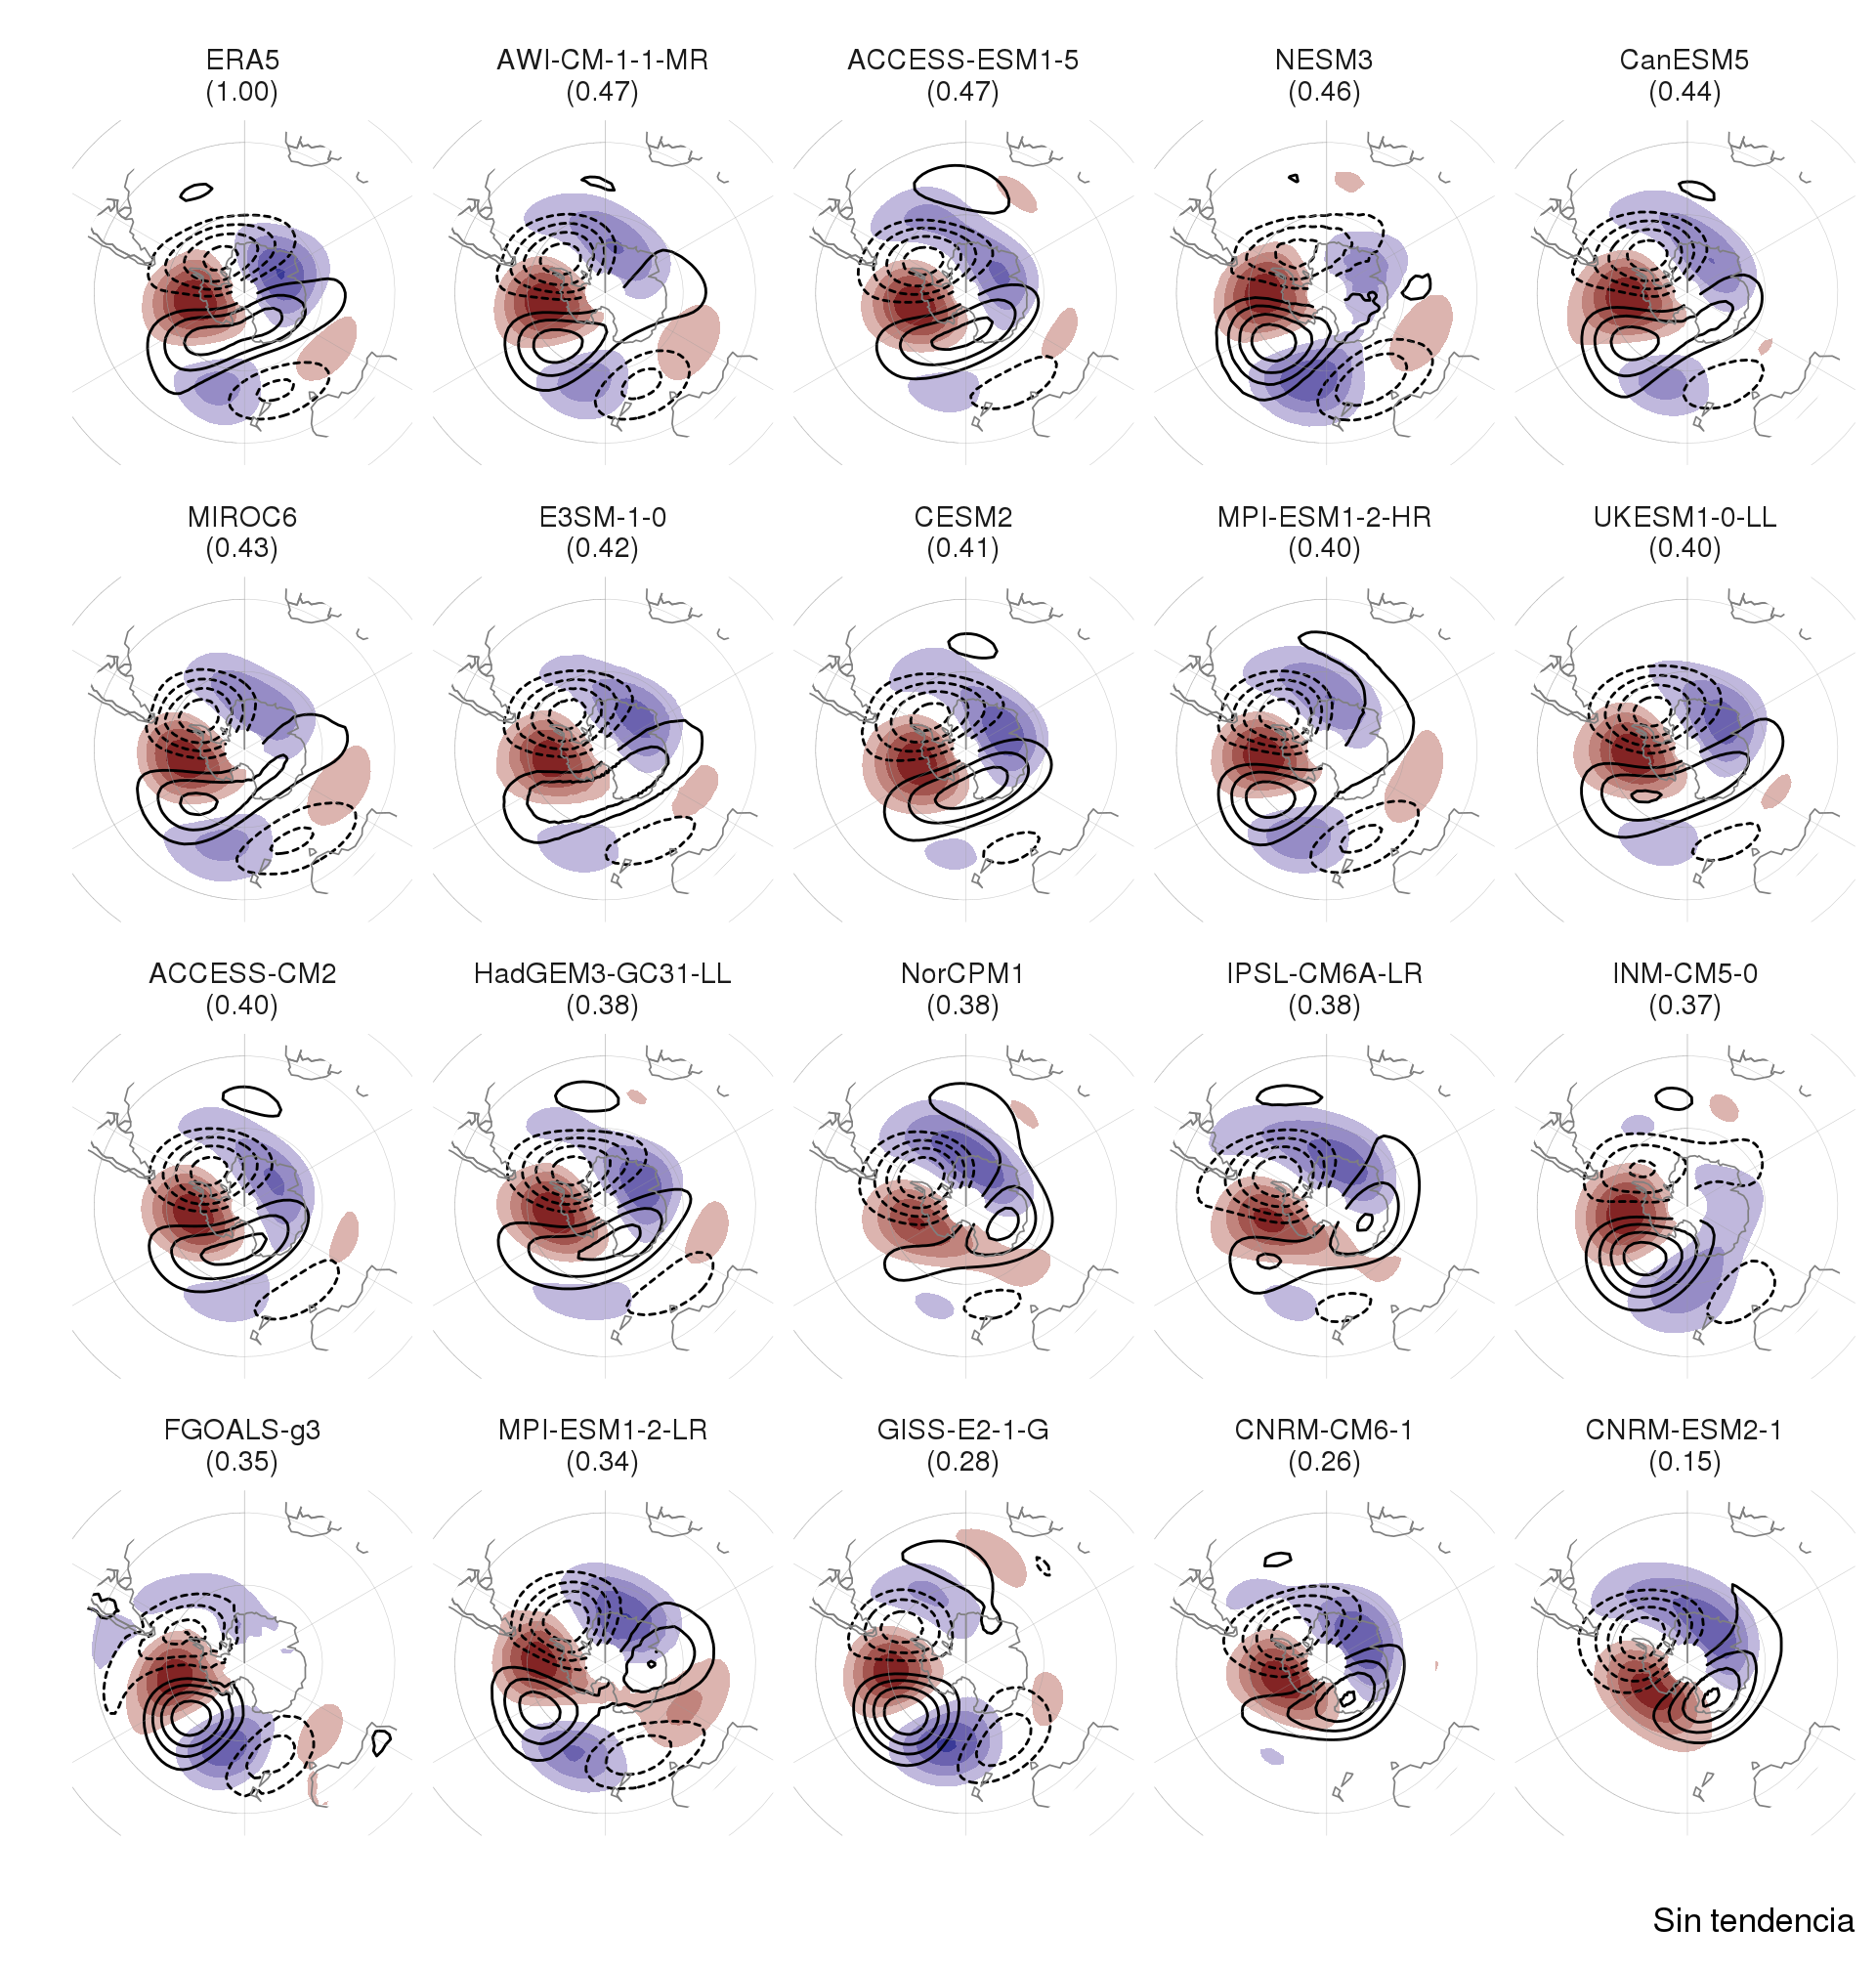 ERA5
(1.00)
AWI-CM-1-1-MR
(0.47)
ACCESS-ESM1-5
(0.47)
NESM3
(0.46)
CanESM5
(0.44)
MIROC6
(0.43)
E3SM-1-0
(0.42)
CESM2
(0.41)
MPI-ESM1-2-HR
(0.40)
UKESM1-0-LL
(0.40)
ACCESS-CM2
(0.40)
HadGEM3-GC31-LL
(0.38)
NorCPM1
(0.38)
IPSL-CM6A-LR
(0.38)
INM-CM5-0
(0.37)
FGOALS-g3
(0.35)
MPI-ESM1-2-LR
(0.34)
GISS-E2-1-G
(0.28)
CNRM-CM6-1
(0.26)
CNRM-ESM2-1
(0.15)
Sin tendencia